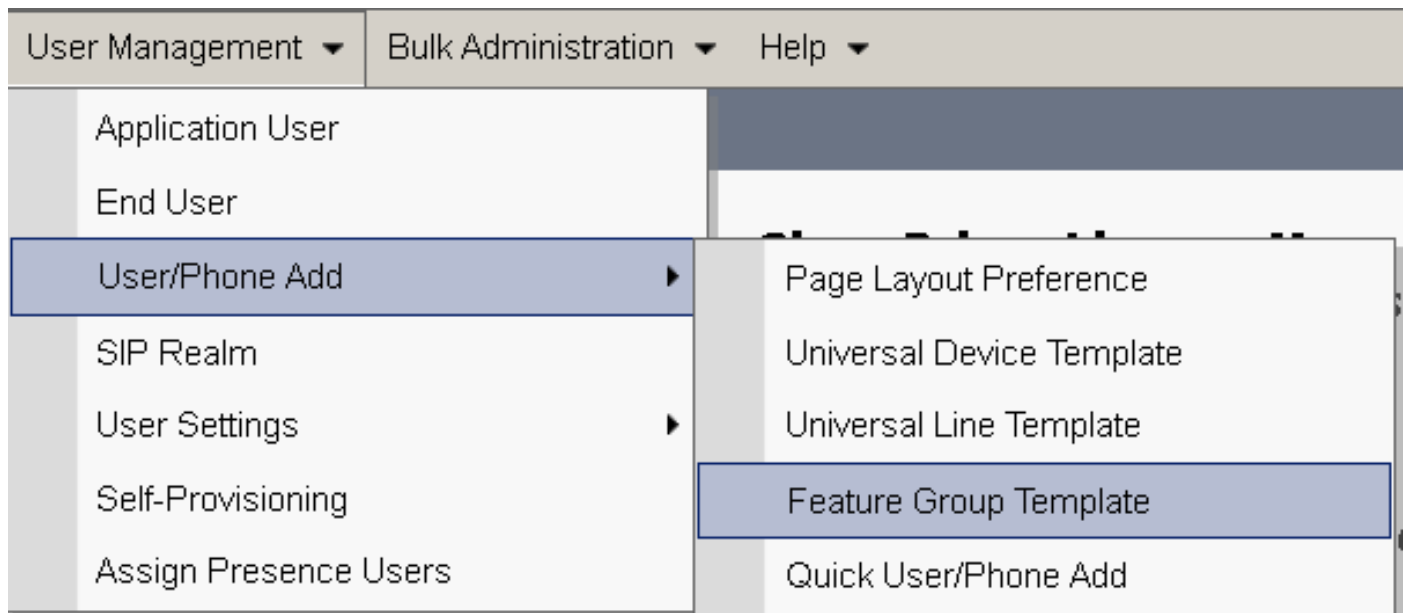 User Management
Bulk Administration
Help
Application User
End User
User/Phone Add
SIP Realm
User Settings
Self-Provisioning
Assign Presence Users
Page Layout Preference
Universal Device Template
Universal Line Template
Feature Group Template
Quick User/Phone Add